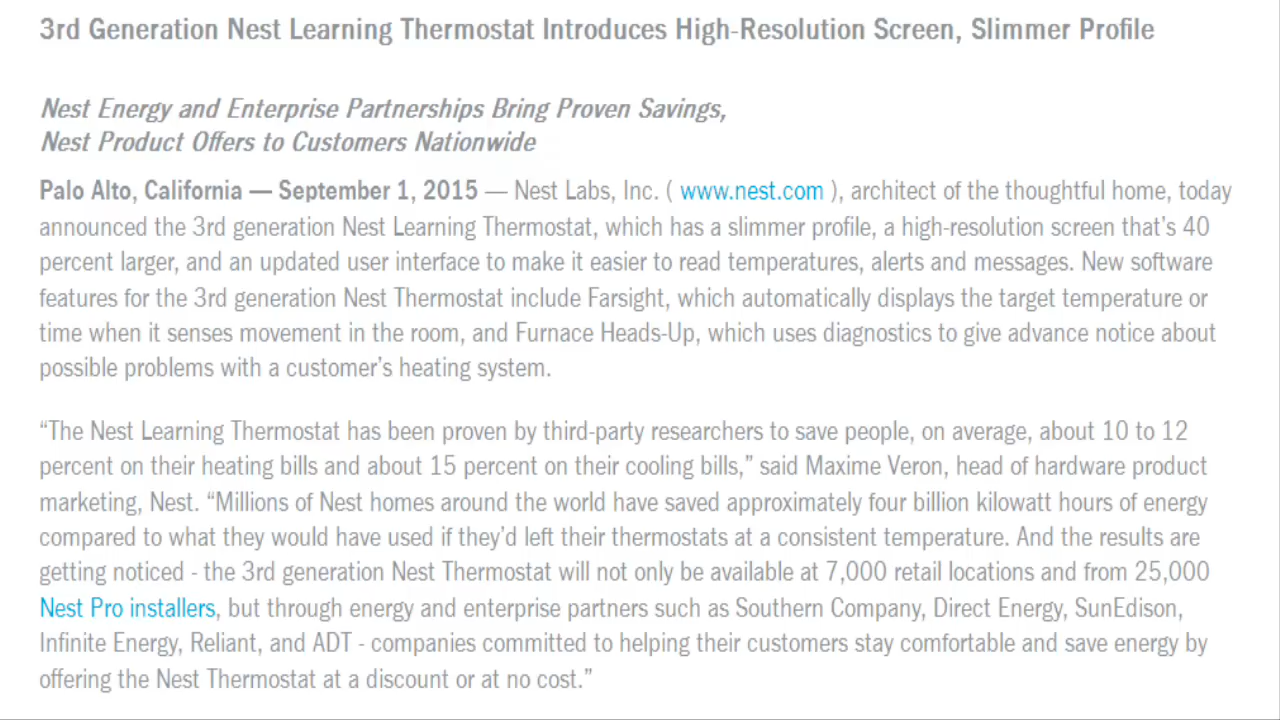 3rd Generation Nest Learning Thermostat Introduces High-Resolution Screen, Slimmer Profile
Nest Energy and Enterprise Partnerships Bring Proven Savings,
Nest Product Offers to Customers Nationwide
Palo Alto, California — September 1, 2015 — Nest Labs, Inc. ( www.nest.com ), architect of the thoughtful home, today
announced the 3rd generation Nest Learning Thermostat, which has a slimmer profile, a high-resolution screen that’s 40
percent larger, and an updated user interface to make it easier to read temperatures, alerts and messages. New software
features for the 3rd generation Nest Thermostat include Farsight, which automatically displays the target temperature or
time when it senses movement in the room, and Furnace Heads-Up, which uses diagnostics to give advance notice about
possible problems with a customer’s heating system.
“The Nest Learning Thermostat has been proven by third-party researchers to save people, on average, about 10 to 12
percent on their heating bills and about 15 percent on their cooling bills,” said Maxime Veron, head of hardware product
marketing, Nest. “Millions of Nest homes around the world have saved approximately four billion kilowatt hours of energy
compared to what they would have used if they’d left their thermostats at a consistent temperature. And the results are
getting noticed - the 3rd generation Nest Thermostat will not only be available at 7,000 retail locations and from 25,000
Nest Pro installers, but through energy and enterprise partners such as Southern Company, Direct Energy, SunEdison,
Infinite Energy, Reliant, and ADT - companies committed to helping their customers stay comfortable and save energy by
offering the Nest Thermostat at a discount or at no cost.”